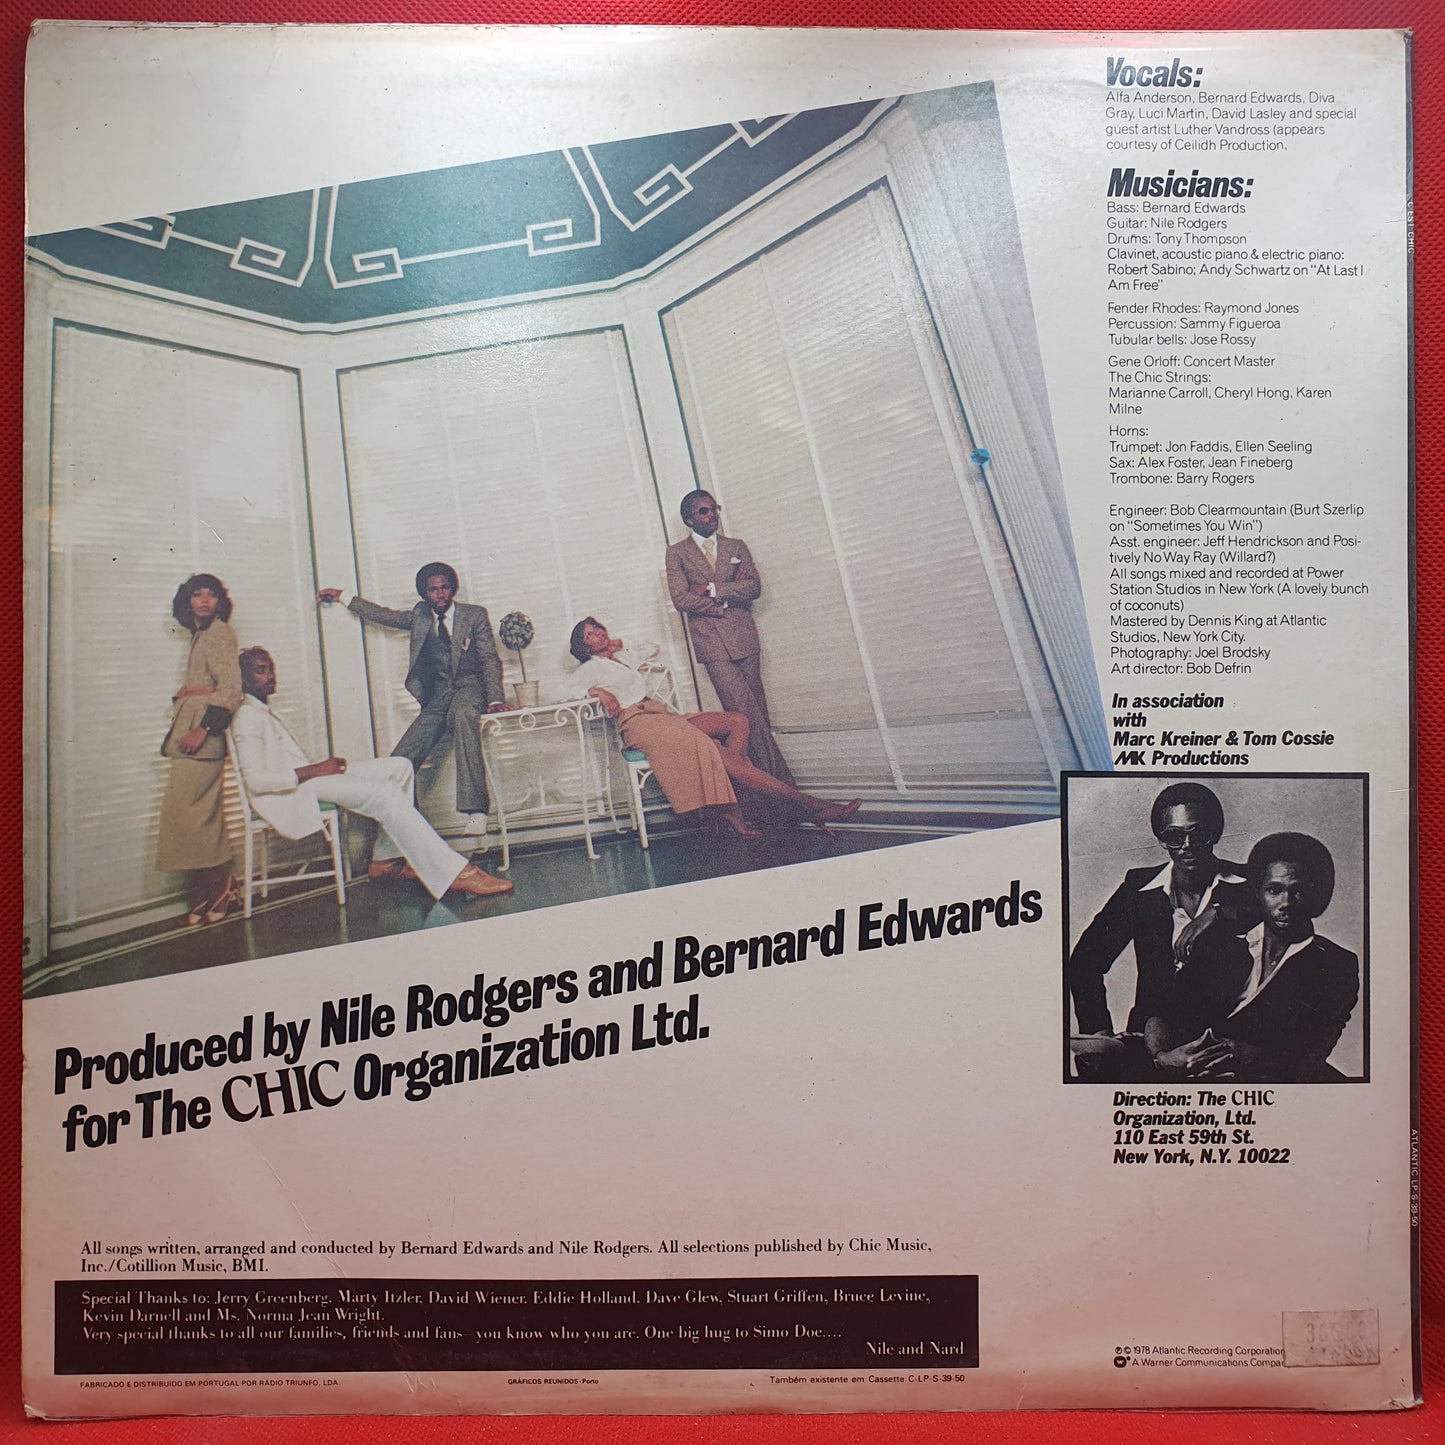 Vocals:
Alfa Anderson, Bernard Edwards, Diva
Gray, Luci Martin, David Lasley and special
guest artist Luther Vandross (appears
courtesy of Ceilidh Production.
Musicians:
Bass: Bernard Edwards
Guitar: Nile Rodgers
Drums: Tony Thompson
Clavinet, acoustic piano & electric piano:
Robert Sabino; Andy Schwartz on "At Last I
Am Free"
Fender Rhodes: Raymond Jones
Percussion: Sammy Figueroa
Tubular bells: Jose Rossy
Gene Orloff: Concert Master
The Chic Strings:
Marianne Carroll, Cheryl Hong, Karen
Milne
Horns:
Trumpet: Jon Faddis, Ellen Seeling
Sax: Alex Foster, Jean Fineberg
Trombone: Barry Rogers
Engineer: Bob Clearmountain (Burt Szerlip
on "Sometimes You Win")
Asst. engineer: Jeff Hendrickson and Posi-
tively No Way Ray (Willard?)
All songs mixed and recorded at Power
Station Studios in New York (A lovely bunch
of coconuts)
Mastered by Dennis King at Atlantic
Studios, New York City.
Photography: Joel Brodsky
Art director: Bob Defrin
In association
with
Marc Kreiner & Tom Cossie
MK Productions
Produced by Nile Rodgers and Bernard Edwards
for The CHIC Organization Ltd.
Direction: The CHIC
Organization, Ltd.
110 East 59th St.
New York, N.Y. 10022
All songs written, arranged and conducted by Bernard Edwards and Nile Rodgers. All selections published by Chic Music,
Inc./Cotillion Music, BMI.
Special Thanks to: Jerry Greenberg, Marty Itzler, David Wiener, Eddie Holland, Dave Glew, Stuart Griffen, Bruce Levine,
Kevin Darnell and Ms. Norma Jean Wright.
Very special thanks to all our families, friends and fans—you know who you are. One big hug to Simo Doe....
Nile and Nard
FABRICADO E DISTRIBUÍDO EM PORTUGAL POR RÁDIO TRIUNFO, LDA.
GRÁFICOS REUNIDOS - Porto
Também existente em Cassette C-LP-S-39-50
℗ © 1978 Atlantic Recording Corporation
A Warner Communications Compan
C'EST CHIC
ATLANTIC LP-S-39-50